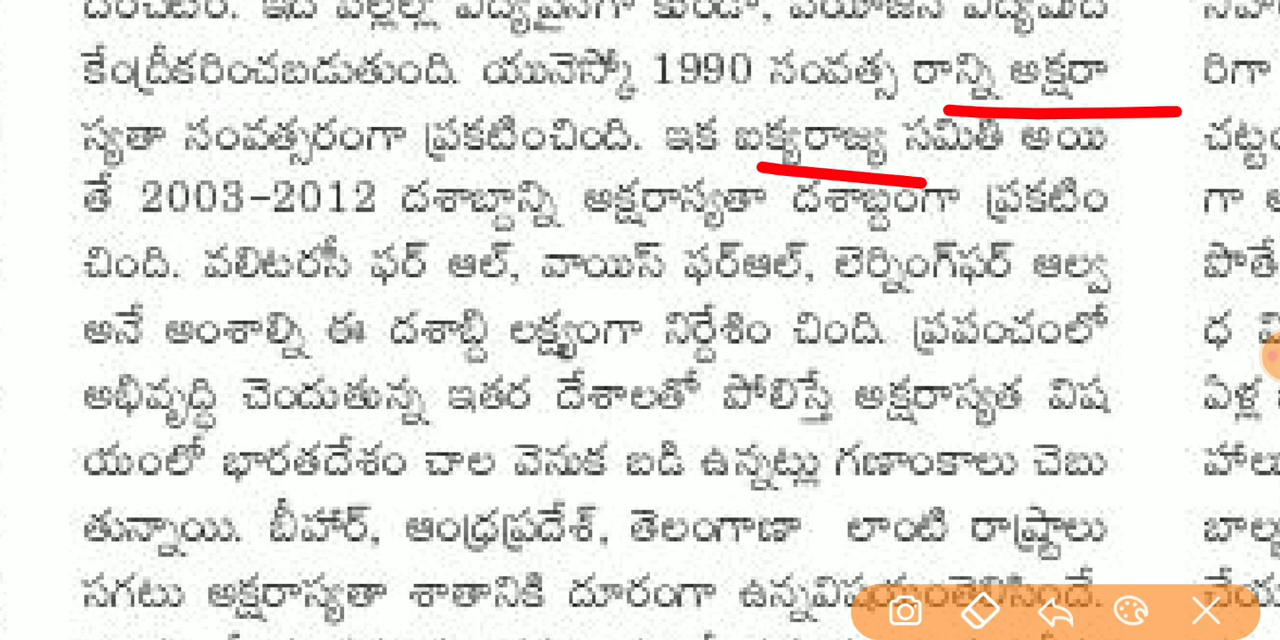 కేంద్రీకరించబడుతుంది. యునెస్కో 1990 సంవత్స రాన్ని అక్షరా
స్యతా సంవత్సరంగా ప్రకటించింది. ఇక ఐక్యరాజ్య సమితి అయి
తే 2003-2012 దశాబ్దాన్ని అక్షరాస్యతా దశాబ్దంగా ప్రకటిం
చింది. పలిటరసీ ఫర్ ఆల్, వాయిస్ ఫర్ఆల్, లెర్నింగ్‌ఫర్ ఆల్వ
అనే అంశాల్ని ఈ దశాబ్ది లక్ష్యంగా నిర్దేశిం చింది. ప్రపంచంలో
అభివృద్ధి చెందుతున్న ఇతర దేశాలతో పోలిస్తే అక్షరాస్యత విష
యంలో భారతదేశం చాల వెనుక బడి ఉన్నట్లు గణాంకాలు చెబు
తున్నాయి. బీహార్, ఆంధ్రప్రదేశ్, తెలంగాణా లాంటి రాష్ట్రాలు
సగటు అక్షరాస్యతా శాతానికి దూరంగా
రిగా
గా
ఏళ్ల